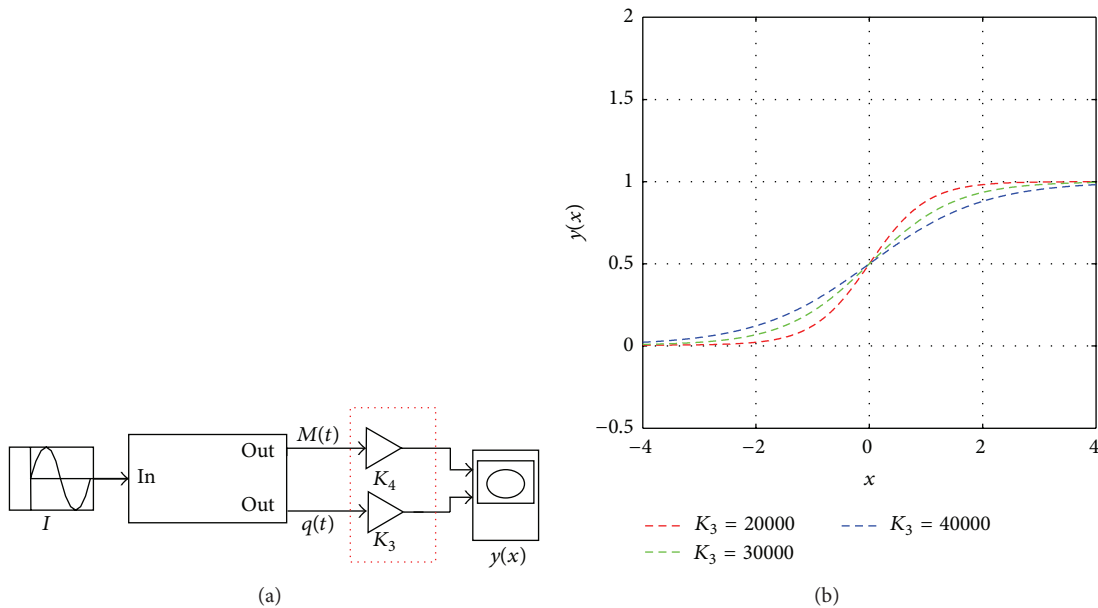 I
In
Out
Out
M(t)
q(t)
K₄
K₃
y(x)
(a)
2
1.5
1
0.5
0
−0.5
y(x)
−4
−2
0
2
4
x
K₃ = 20000
K₃ = 40000
K₃ = 30000
(b)